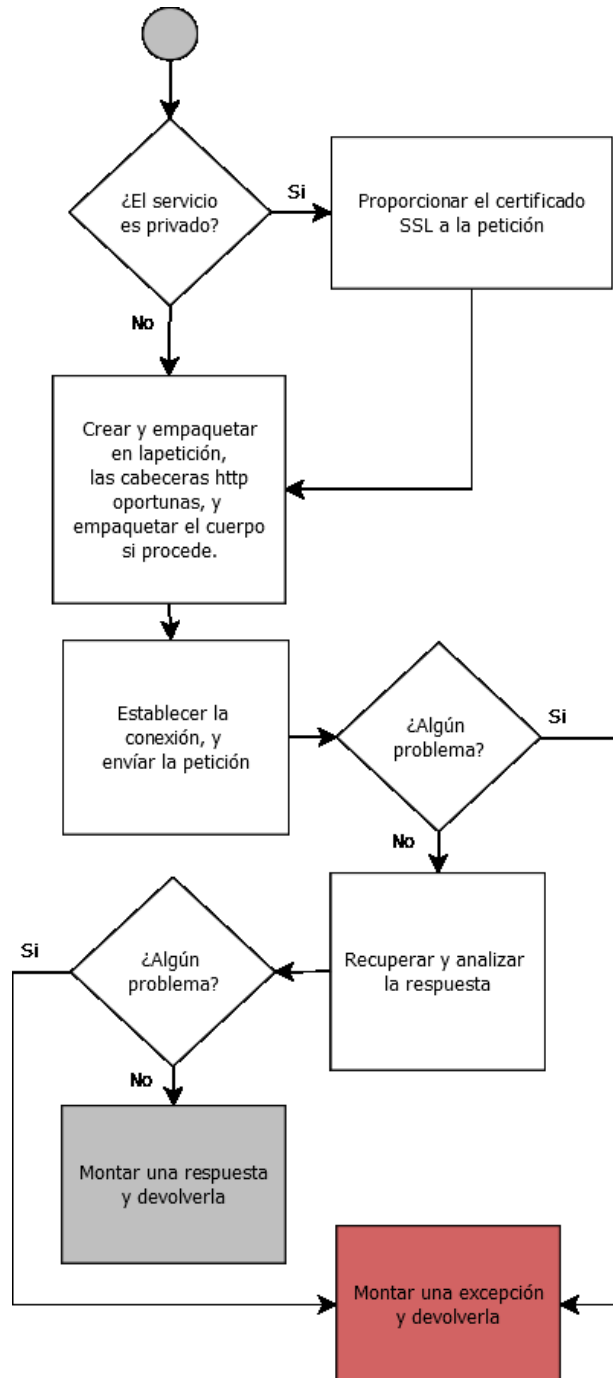 ¿El servicio
es privado?
Si
Proporcionar el certificado
SSL a la petición
No
Crear y empaquetar
en lapetición,
las cabeceras http
oportunas, y
empaquetar el cuerpo
si procede.
Establecer la
conexión, y
envíar la petición
¿Algún
problema?
Si
No
Recuperar y analizar
la respuesta
¿Algún
problema?
Si
No
Montar una respuesta
y devolverla
Montar una excepción
y devolverla